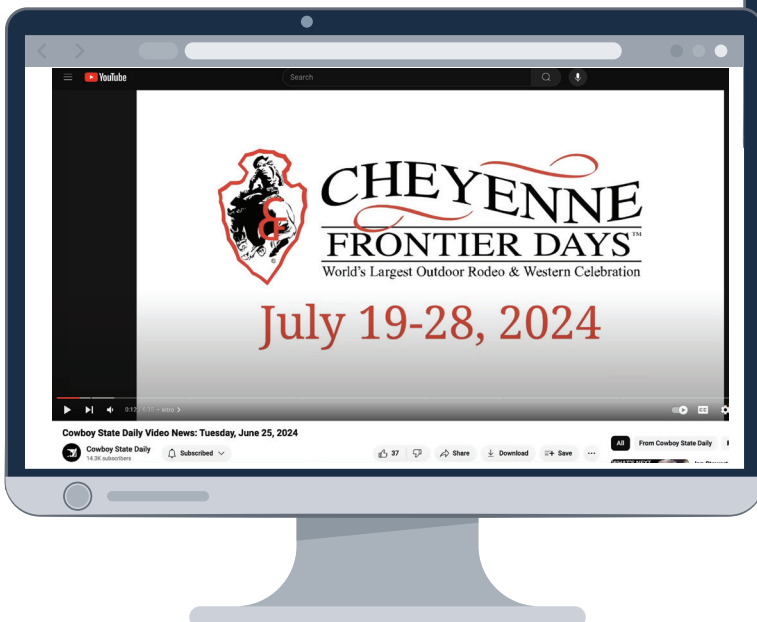 YouTube
Search
CHEYENNE
FRONTIER DAYS™
World's Largest Outdoor Rodeo & Western Celebration
July 19-28, 2024
Intro
CC
Cowboy State Daily Video News: Tuesday, June 25, 2024
Cowboy State Daily
14.3K subscribers
Subscribed
37
Share
Download
Save
All
From Cowboy State Daily